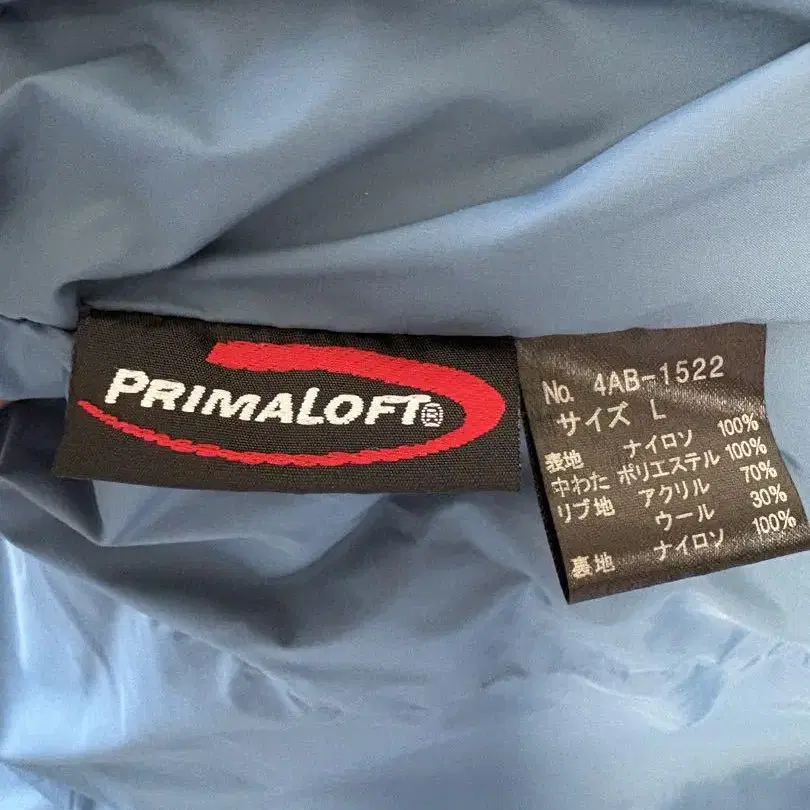 PRIMALOFT®
No. 4AB-1522
サイズ L
表地 ナイロン 100%
中わた ポリエステル 100%
リブ地 アクリル 70%
ウール 30%
裏地 ナイロン 100%